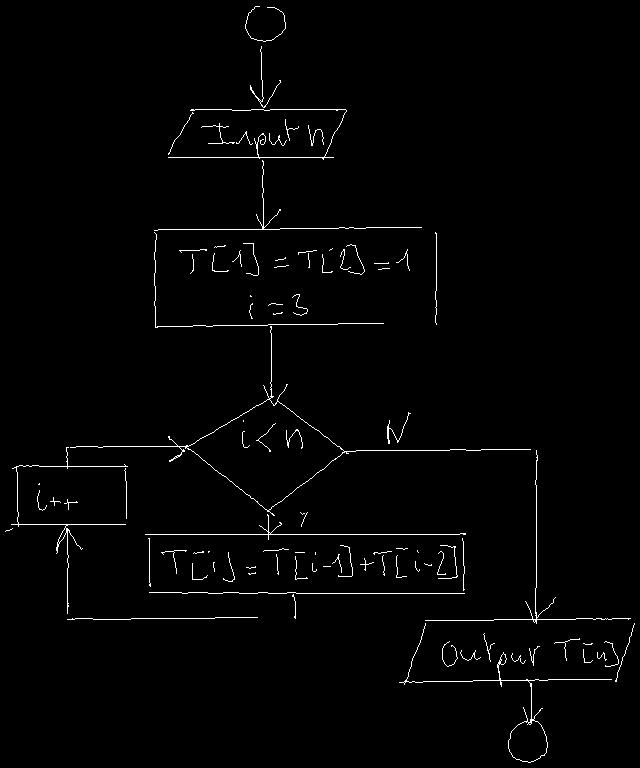 Input n
T[1] = T[2] = 1
i = 3
i < n
N
i++
Y
T[i] = T[i-1] + T[i-2]
Output T[n]